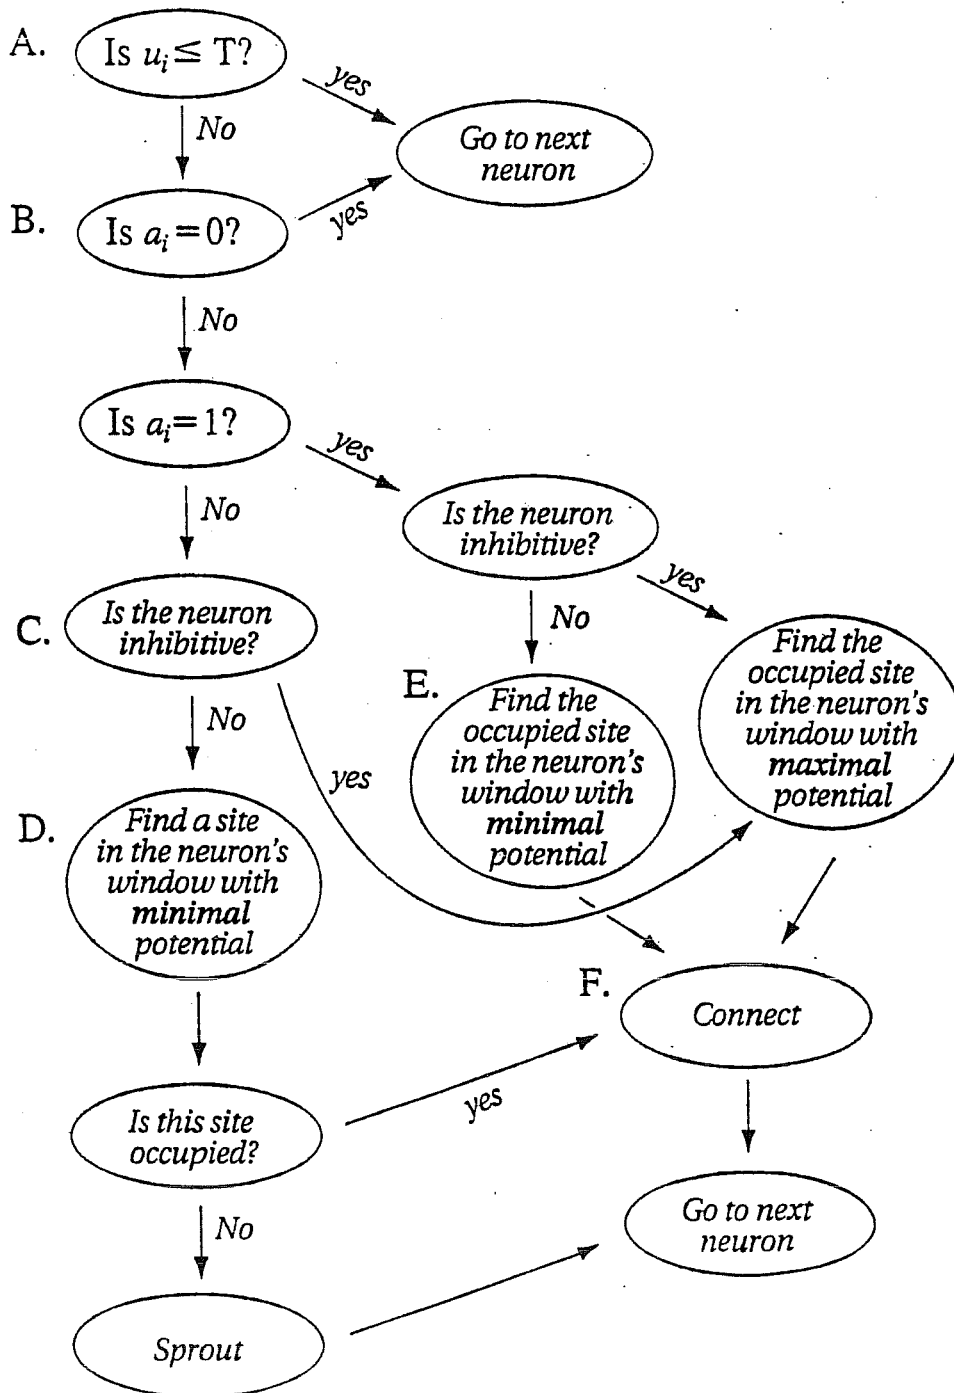 A.
Is uᵢ ≤ T?
yes
No
Go to next
neuron
B.
Is aᵢ = 0?
yes
No
Is aᵢ = 1?
yes
No
Is the neuron
inhibitive?
yes
No
C.
Is the neuron
inhibitive?
No
yes
E.
Find the
occupied site
in the neuron's
window with
minimal
potential
Find the
occupied site
in the neuron's
window with
maximal
potential
D.
Find a site
in the neuron's
window with
minimal
potential
F.
Connect
Is this site
occupied?
yes
No
Go to next
neuron
Sprout